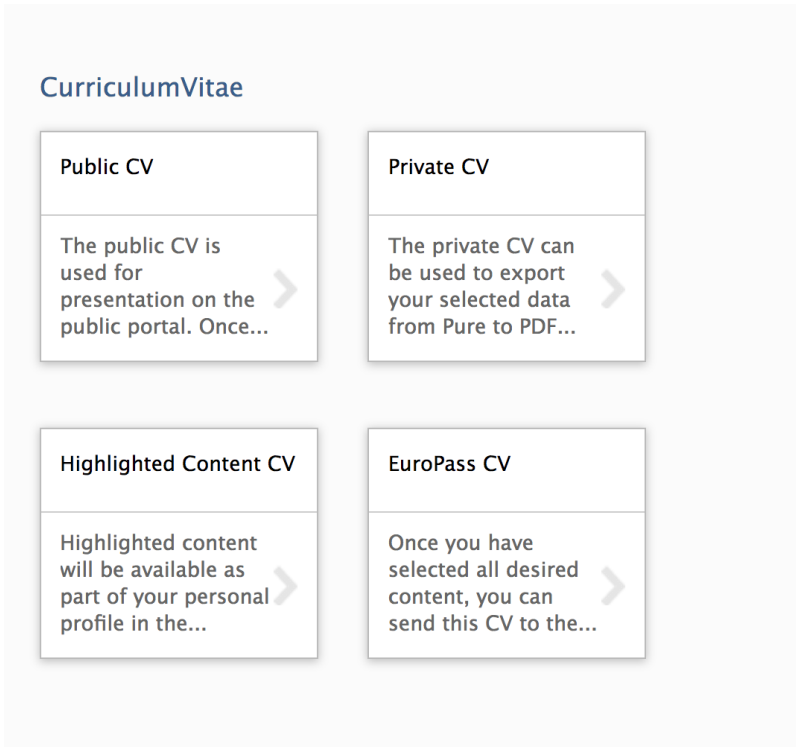 CurriculumVitae
Public CV
The public CV is
used for
presentation on the
public portal. Once...
Private CV
The private CV can
be used to export
your selected data
from Pure to PDF...
Highlighted Content CV
Highlighted content
will be available as
part of your personal
profile in the...
EuroPass CV
Once you have
selected all desired
content, you can
send this CV to the...